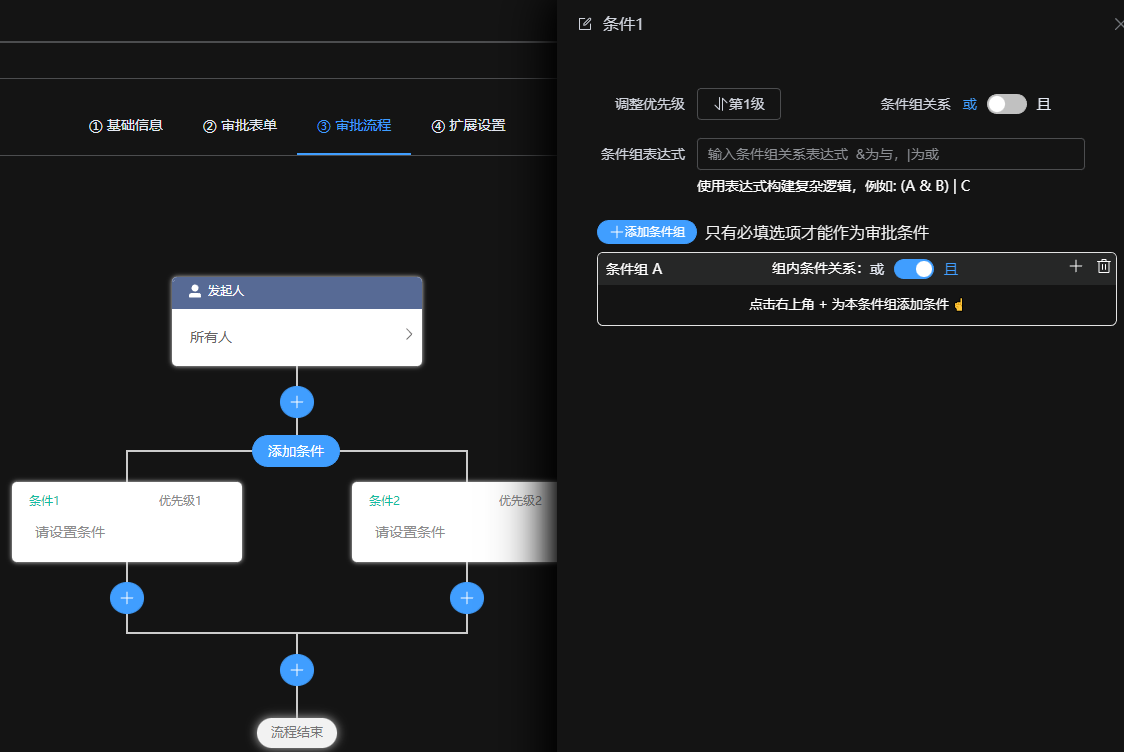 条件1
调整优先级 第1级 条件组关系 或 且
① 基础信息 ② 审批表单 ③ 审批流程 ④ 扩展设置
条件组表达式 输入条件组关系表达式 &为与，|为或
使用表达式构建复杂逻辑，例如: (A & B) | C
+添加条件组 只有必填选项才能作为审批条件
条件组 A 组内条件关系：或 且 +
点击右上角 + 为本条件组添加条件☝
发起人
所有人
添加条件
条件1 优先级1 条件2 优先级2
请设置条件 请设置条件
流程结束